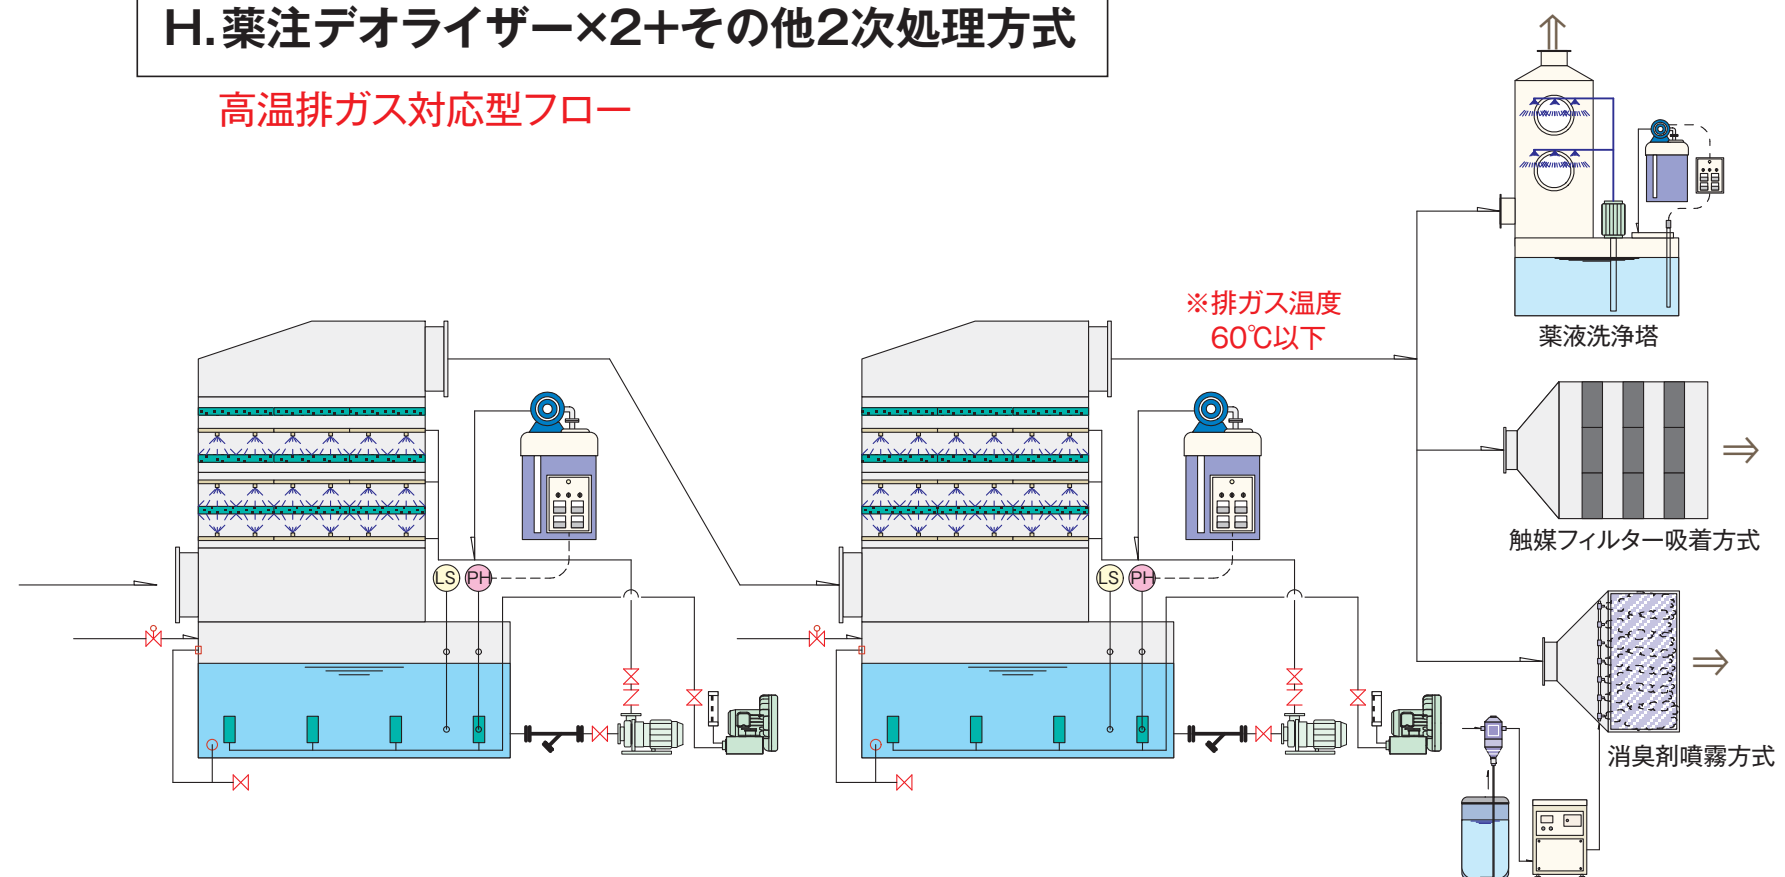 H.薬注デオライザー×2+その他2次処理方式
高温排ガス対応型フロー
※排ガス温度
60℃以下
薬液洗浄塔
触媒フィルター吸着方式
消臭剤噴霧方式
LS
PH
LS
PH